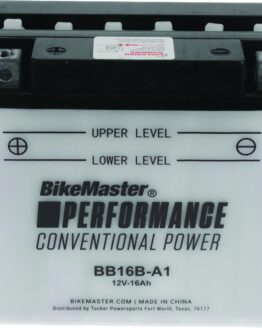 UPPER LEVEL
LOWER LEVEL
BikeMaster®
PERFORMANCE
CONVENTIONAL POWER
BB16B-A1
12V-16Ah
BIKEMASTER.COM | MADE IN CHINA
Distributed by Tucker Powersports Fort Worth, Texas, 76177